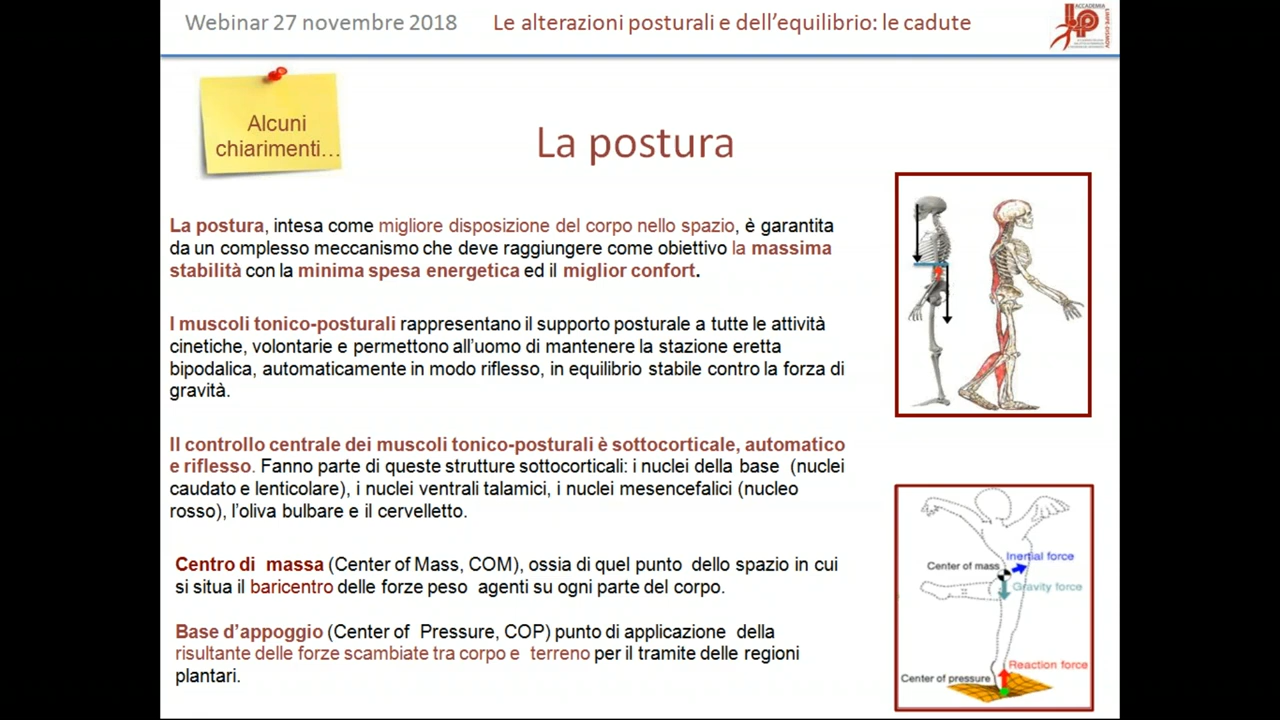 Webinar 27 novembre 2018 Le alterazioni posturali e dell'equilibrio: le cadute
ACCADEMIA
LIMPE-DISMOV
Alcuni
chiarimenti...
La postura
La postura, intesa come migliore disposizione del corpo nello spazio, è garantita
da un complesso meccanismo che deve raggiungere come obiettivo la massima
stabilità con la minima spesa energetica ed il miglior confort.
I muscoli tonico-posturali rappresentano il supporto posturale a tutte le attività
cinetiche, volontarie e permettono all'uomo di mantenere la stazione eretta
bipodalica, automaticamente in modo riflesso, in equilibrio stabile contro la forza di
gravità.
Il controllo centrale dei muscoli tonico-posturali è sottocorticale, automatico
e riflesso. Fanno parte di queste strutture sottocorticali: i nuclei della base (nuclei
caudato e lenticolare), i nuclei ventrali talamici, i nuclei mesencefalici (nucleo
rosso), l'oliva bulbare e il cervelletto.
Centro di massa (Center of Mass, COM), ossia di quel punto dello spazio in cui
si situa il baricentro delle forze peso agenti su ogni parte del corpo.
Base d'appoggio (Center of Pressure, COP) punto di applicazione della
risultante delle forze scambiate tra corpo e terreno per il tramite delle regioni
plantari.
Inertial force
Center of mass
Gravity force
Reaction force
Center of pressure